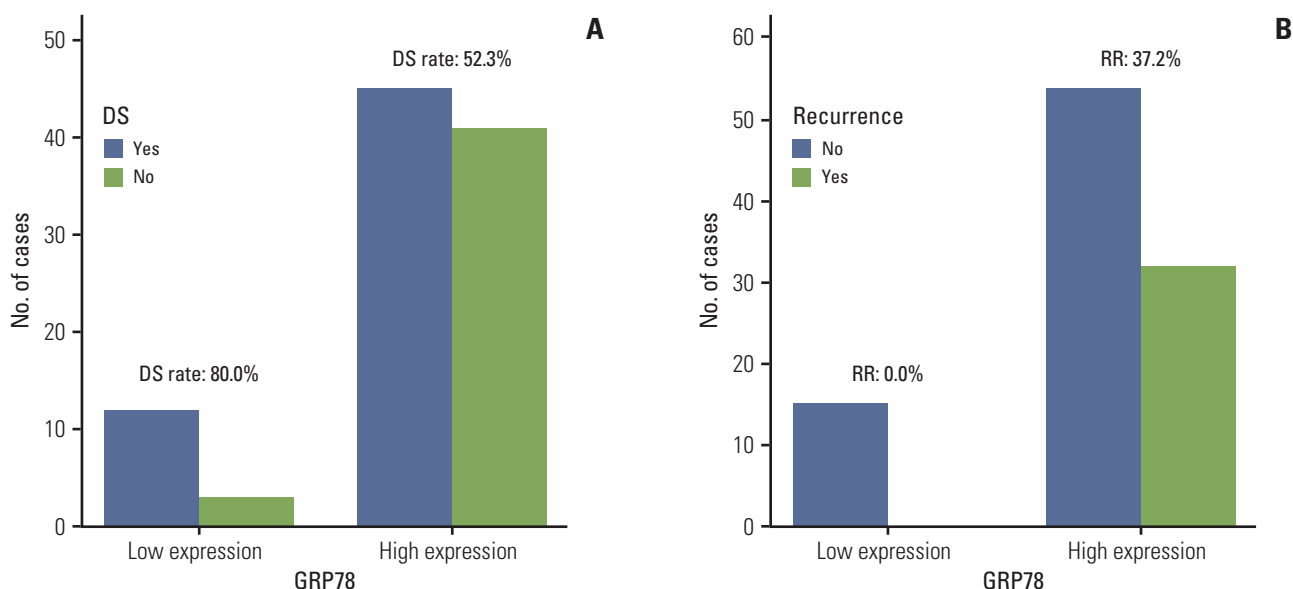 A
50
40
30
20
10
0
No. of cases
DS
Yes
No
DS rate: 80.0%
DS rate: 52.3%
Low expression
High expression
GRP78
B
60
50
40
30
20
10
0
No. of cases
Recurrence
No
Yes
RR: 0.0%
RR: 37.2%
Low expression
High expression
GRP78